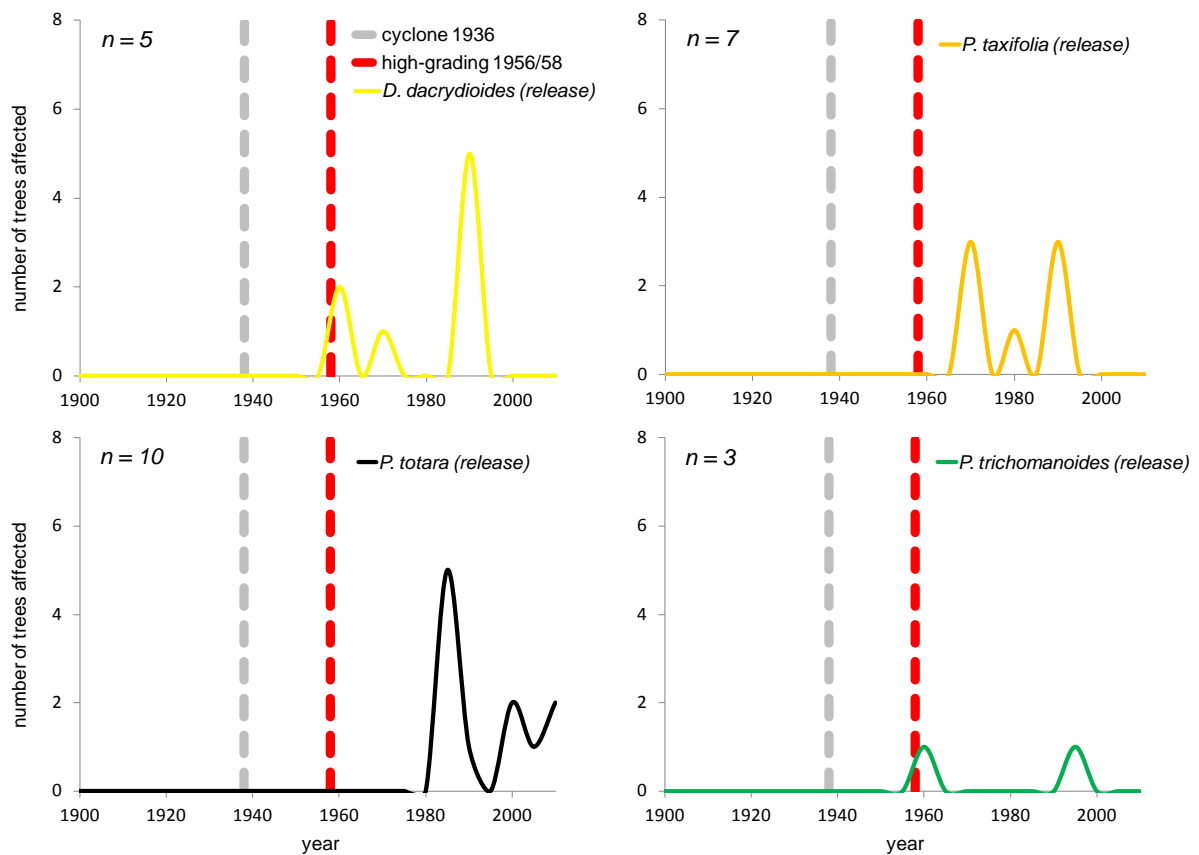 n = 5
cyclone 1936
high-grading 1956/58
D. dacrydioides (release)
number of trees affected
8
6
4
2
0
1900 1920 1940 1960 1980 2000
n = 7
P. taxifolia (release)
8
6
4
2
0
1900 1920 1940 1960 1980 2000
n = 10
P. totara (release)
number of trees affected
8
6
4
2
0
1900 1920 1940 1960 1980 2000
year
n = 3
P. trichomanoides (release)
8
6
4
2
0
1900 1920 1940 1960 1980 2000
year